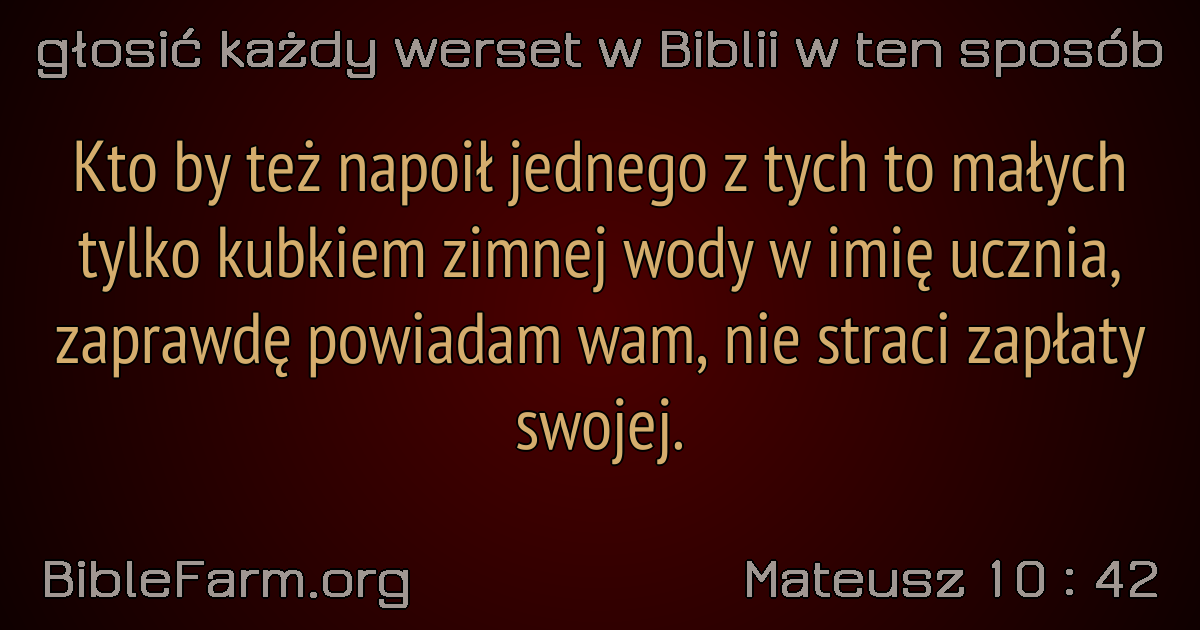 głosić każdy werset w Biblii w ten sposób
Kto by też napoił jednego z tych to małych
tylko kubkiem zimnej wody w imię ucznia,
zaprawdę powiadam wam, nie straci zapłaty
swojej.
BibleFarm.org
Mateusz 10 : 42